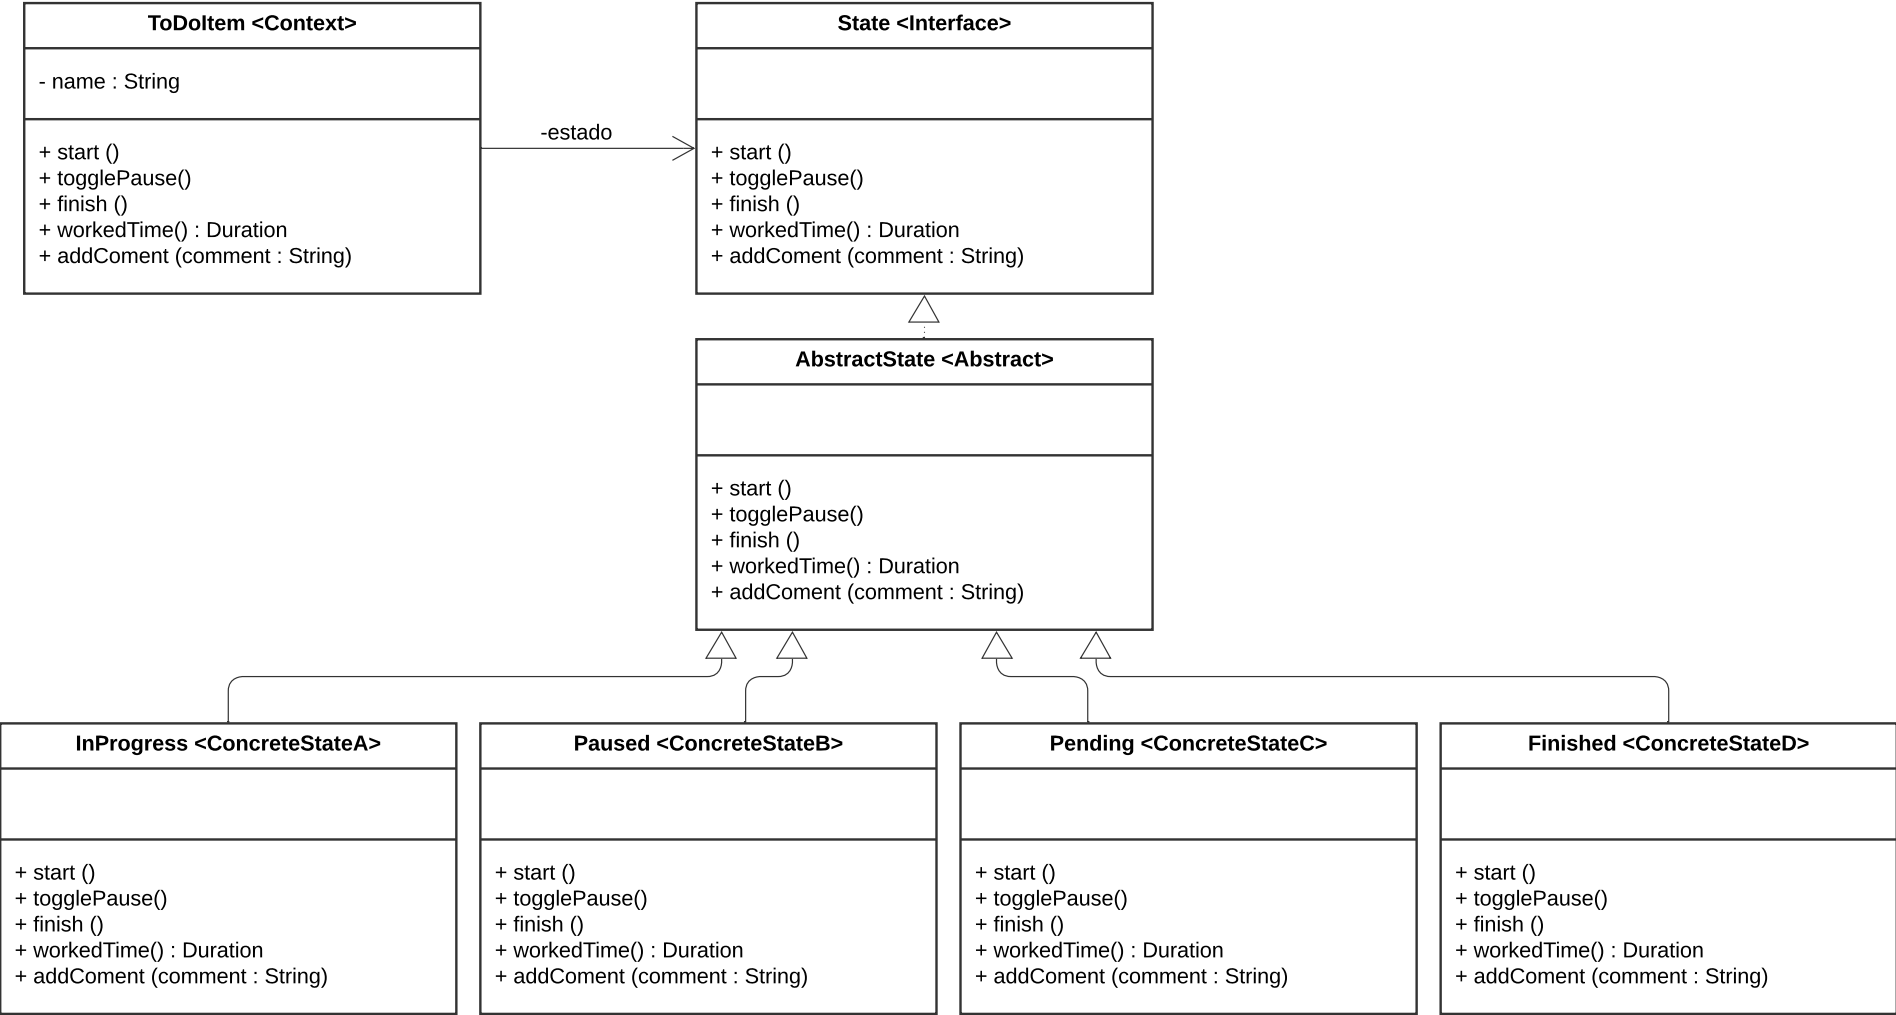 ToDoItem <Context>
- name : String
+ start ()
+ togglePause()
+ finish ()
+ workedTime() : Duration
+ addComent (comment : String)
-estado
State <Interface>
+ start ()
+ togglePause()
+ finish ()
+ workedTime() : Duration
+ addComent (comment : String)
AbstractState <Abstract>
+ start ()
+ togglePause()
+ finish ()
+ workedTime() : Duration
+ addComent (comment : String)
InProgress <ConcreteStateA>
+ start ()
+ togglePause()
+ finish ()
+ workedTime() : Duration
+ addComent (comment : String)
Paused <ConcreteStateB>
+ start ()
+ togglePause()
+ finish ()
+ workedTime() : Duration
+ addComent (comment : String)
Pending <ConcreteStateC>
+ start ()
+ togglePause()
+ finish ()
+ workedTime() : Duration
+ addComent (comment : String)
Finished <ConcreteStateD>
+ start ()
+ togglePause()
+ finish ()
+ workedTime() : Duration
+ addComent (comment : String)